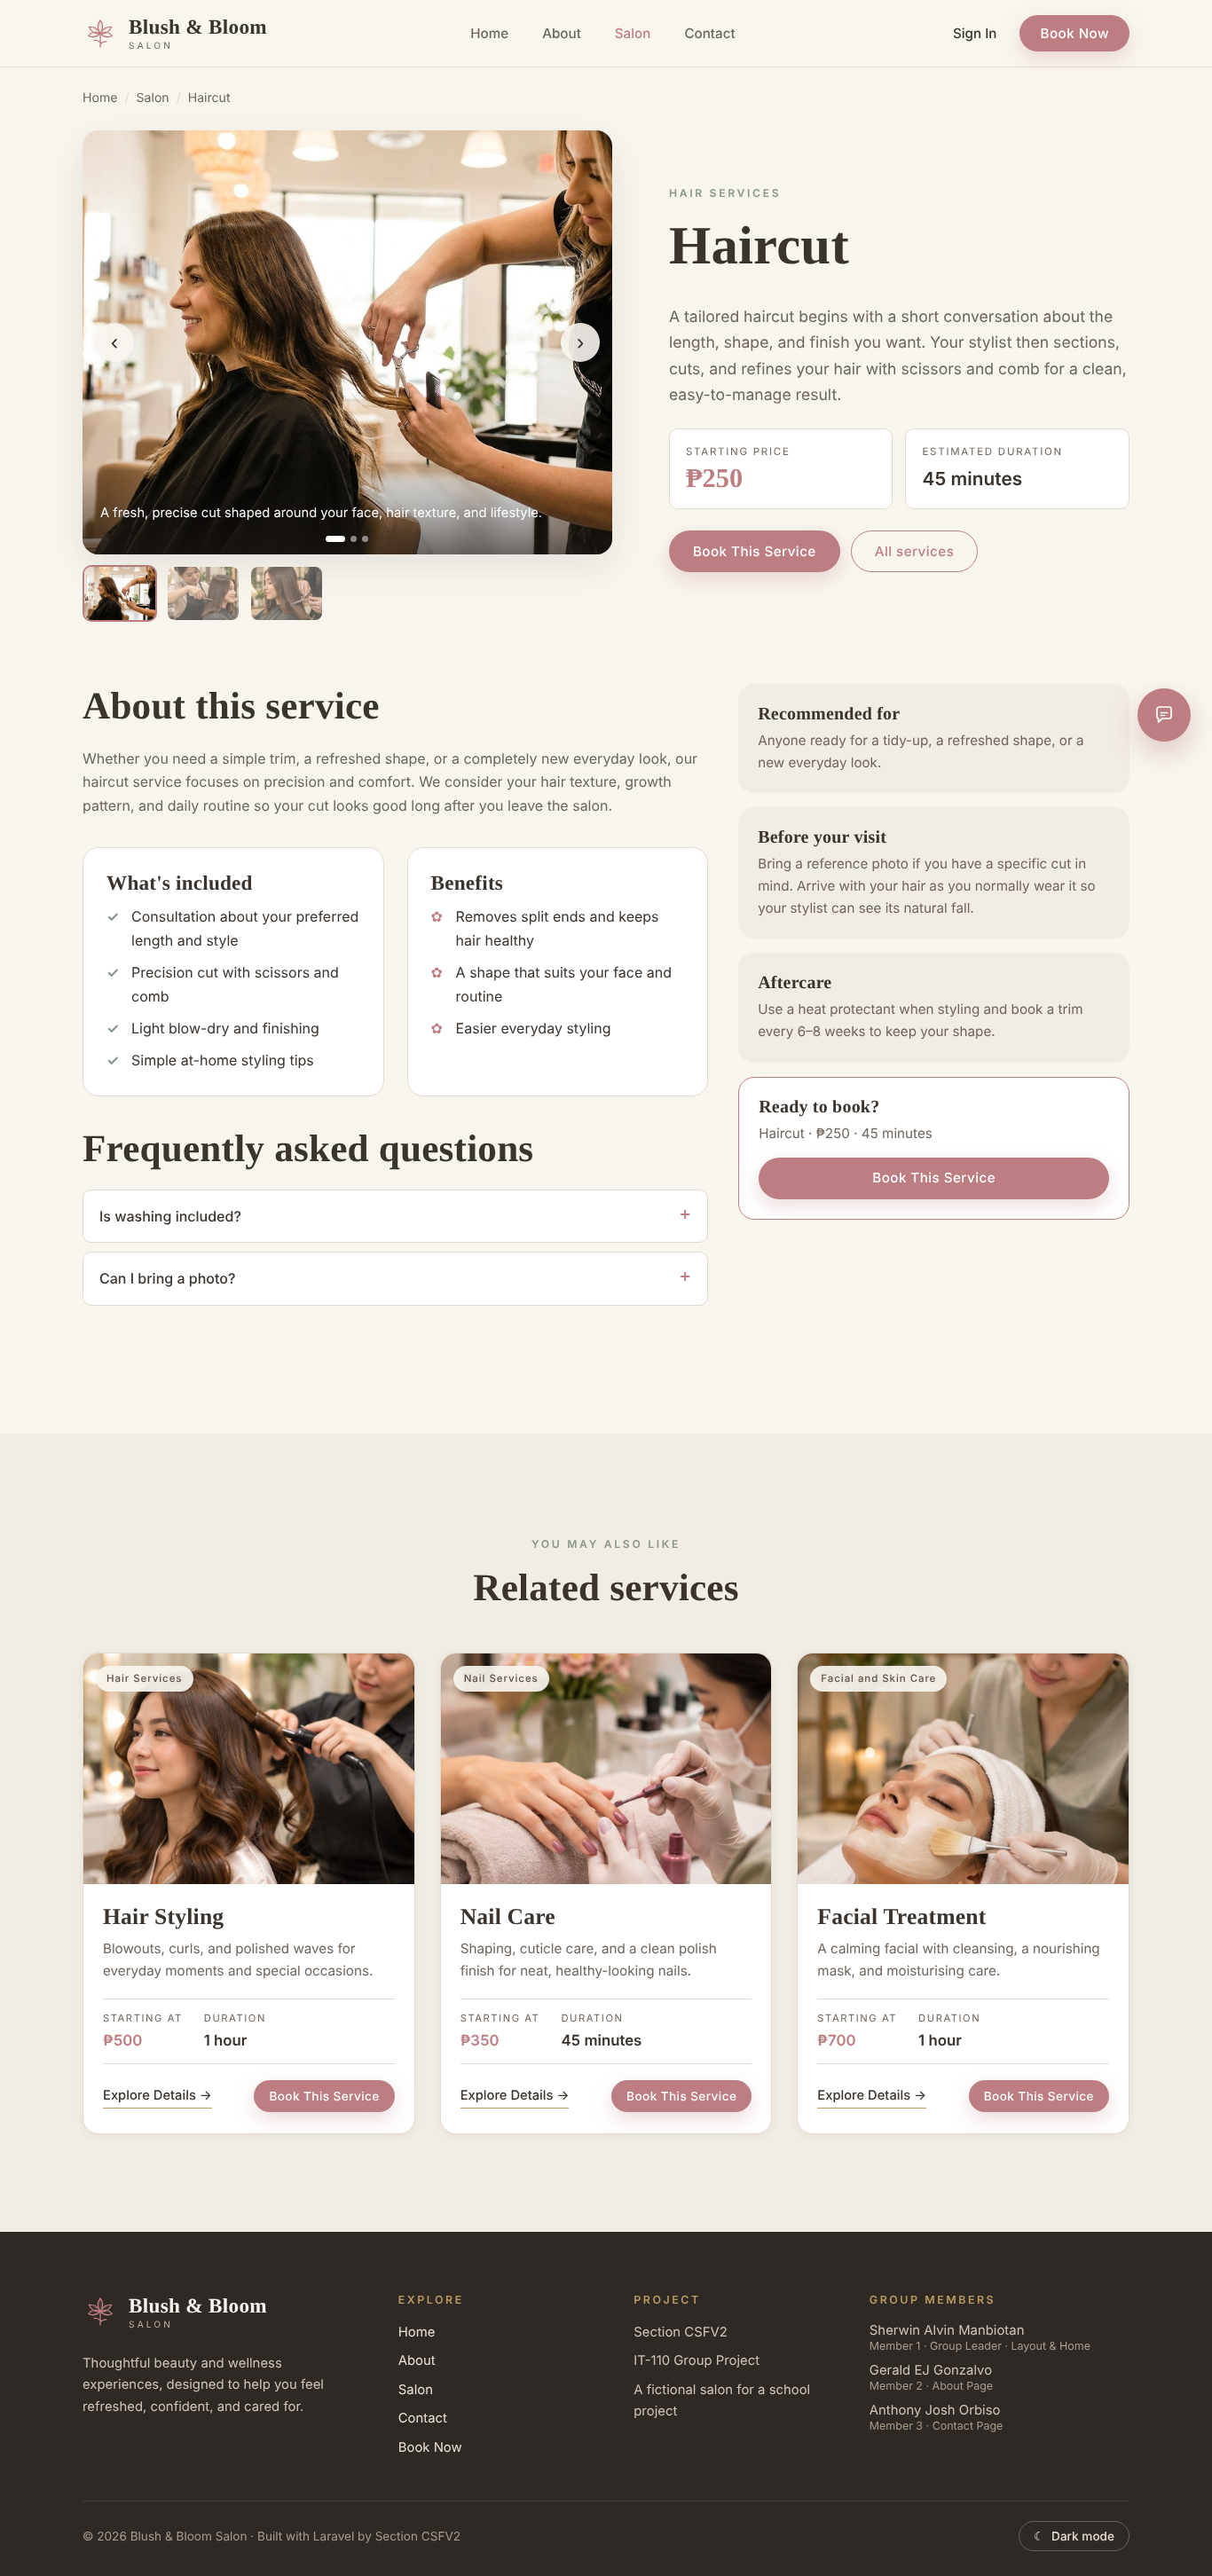 Blush & Bloom
SALON
Home
About
Salon
Contact
Sign In
Book Now
Home / Salon / Haircut
A fresh, precise cut shaped around your face, hair texture, and lifestyle.
HAIR SERVICES
Haircut
A tailored haircut begins with a short conversation about the
length, shape, and finish you want. Your stylist then sections,
cuts, and refines your hair with scissors and comb for a clean,
easy-to-manage result.
STARTING PRICE
₱250
ESTIMATED DURATION
45 minutes
Book This Service
All services
About this service
Whether you need a simple trim, a refreshed shape, or a completely new everyday look, our
haircut service focuses on precision and comfort. We consider your hair texture, growth
pattern, and daily routine so your cut looks good long after you leave the salon.
What's included
✓ Consultation about your preferred
length and style
✓ Precision cut with scissors and
comb
✓ Light blow-dry and finishing
✓ Simple at-home styling tips
Benefits
✿ Removes split ends and keeps
hair healthy
✿ A shape that suits your face and
routine
✿ Easier everyday styling
Frequently asked questions
Is washing included? +
Can I bring a photo? +
Recommended for
Anyone ready for a tidy-up, a refreshed shape, or a
new everyday look.
Before your visit
Bring a reference photo if you have a specific cut in
mind. Arrive with your hair as you normally wear it so
your stylist can see its natural fall.
Aftercare
Use a heat protectant when styling and book a trim
every 6–8 weeks to keep your shape.
Ready to book?
Haircut · ₱250 · 45 minutes
Book This Service
YOU MAY ALSO LIKE
Related services
Hair Services
Hair Styling
Blowouts, curls, and polished waves for
everyday moments and special occasions.
STARTING AT
₱500
DURATION
1 hour
Explore Details →
Book This Service
Nail Services
Nail Care
Shaping, cuticle care, and a clean polish
finish for neat, healthy-looking nails.
STARTING AT
₱350
DURATION
45 minutes
Explore Details →
Book This Service
Facial and Skin Care
Facial Treatment
A calming facial with cleansing, a nourishing
mask, and moisturising care.
STARTING AT
₱700
DURATION
1 hour
Explore Details →
Book This Service
Blush & Bloom
SALON
Thoughtful beauty and wellness
experiences, designed to help you feel
refreshed, confident, and cared for.
EXPLORE
Home
About
Salon
Contact
Book Now
PROJECT
Section CSFV2
IT-110 Group Project
A fictional salon for a school
project
GROUP MEMBERS
Sherwin Alvin Manbiotan
Member 1 · Group Leader · Layout & Home
Gerald EJ Gonzalvo
Member 2 · About Page
Anthony Josh Orbiso
Member 3 · Contact Page
© 2026 Blush & Bloom Salon · Built with Laravel by Section CSFV2
☾ Dark mode